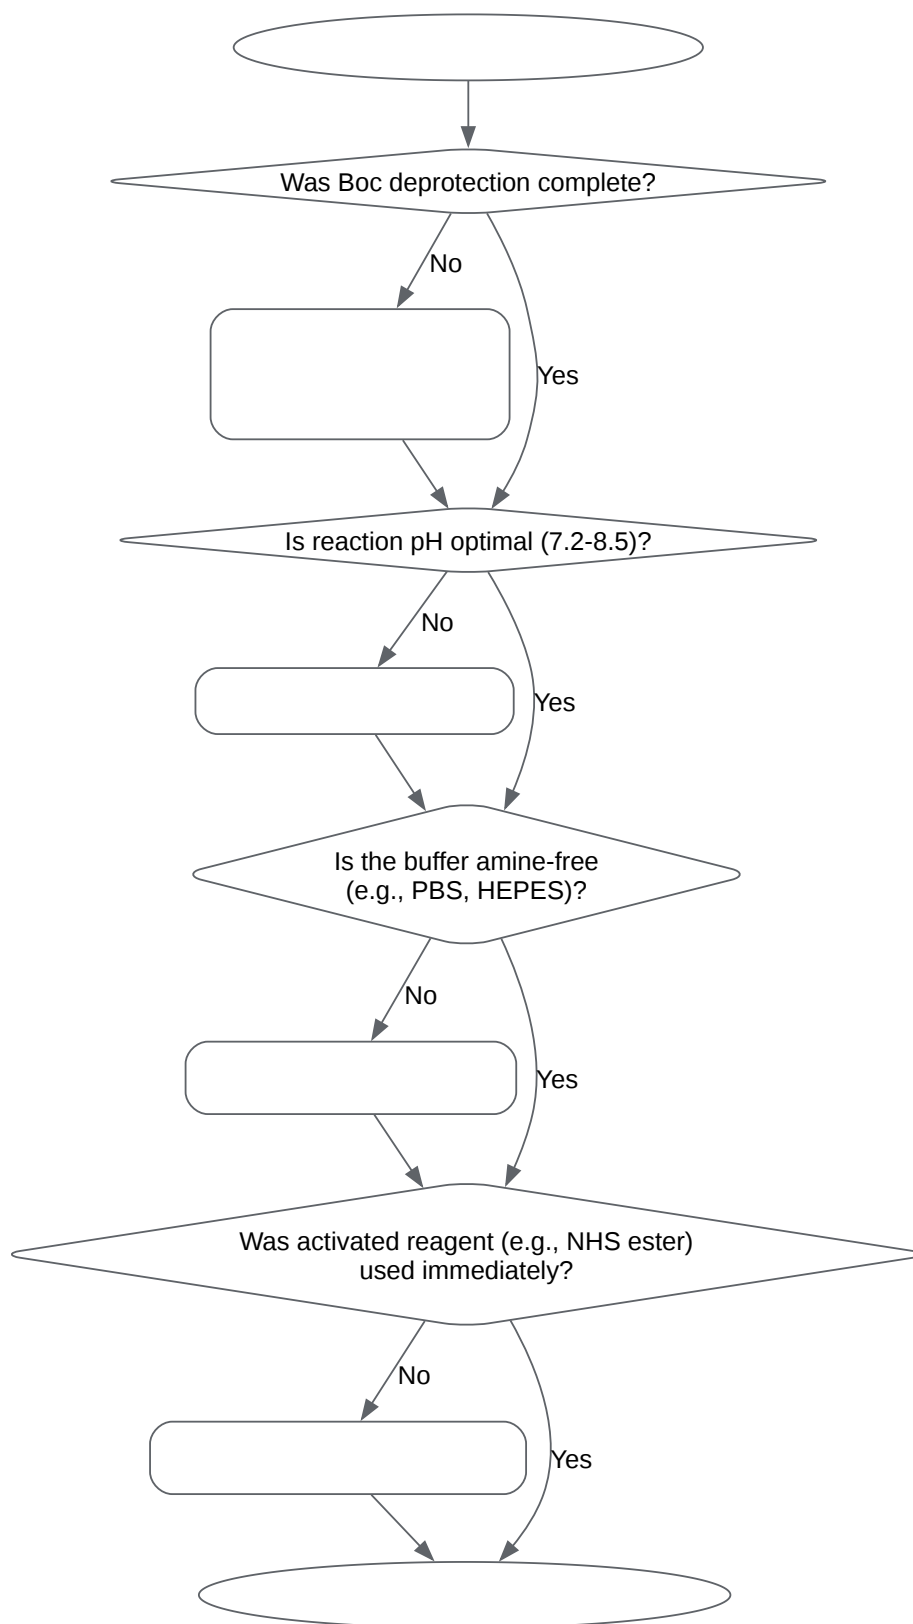 Was Boc deprotection complete?
No
Yes
Is reaction pH optimal (7.2-8.5)?
No
Yes
Is the buffer amine-free
(e.g., PBS, HEPES)?
No
Yes
Was activated reagent (e.g., NHS ester)
used immediately?
No
Yes